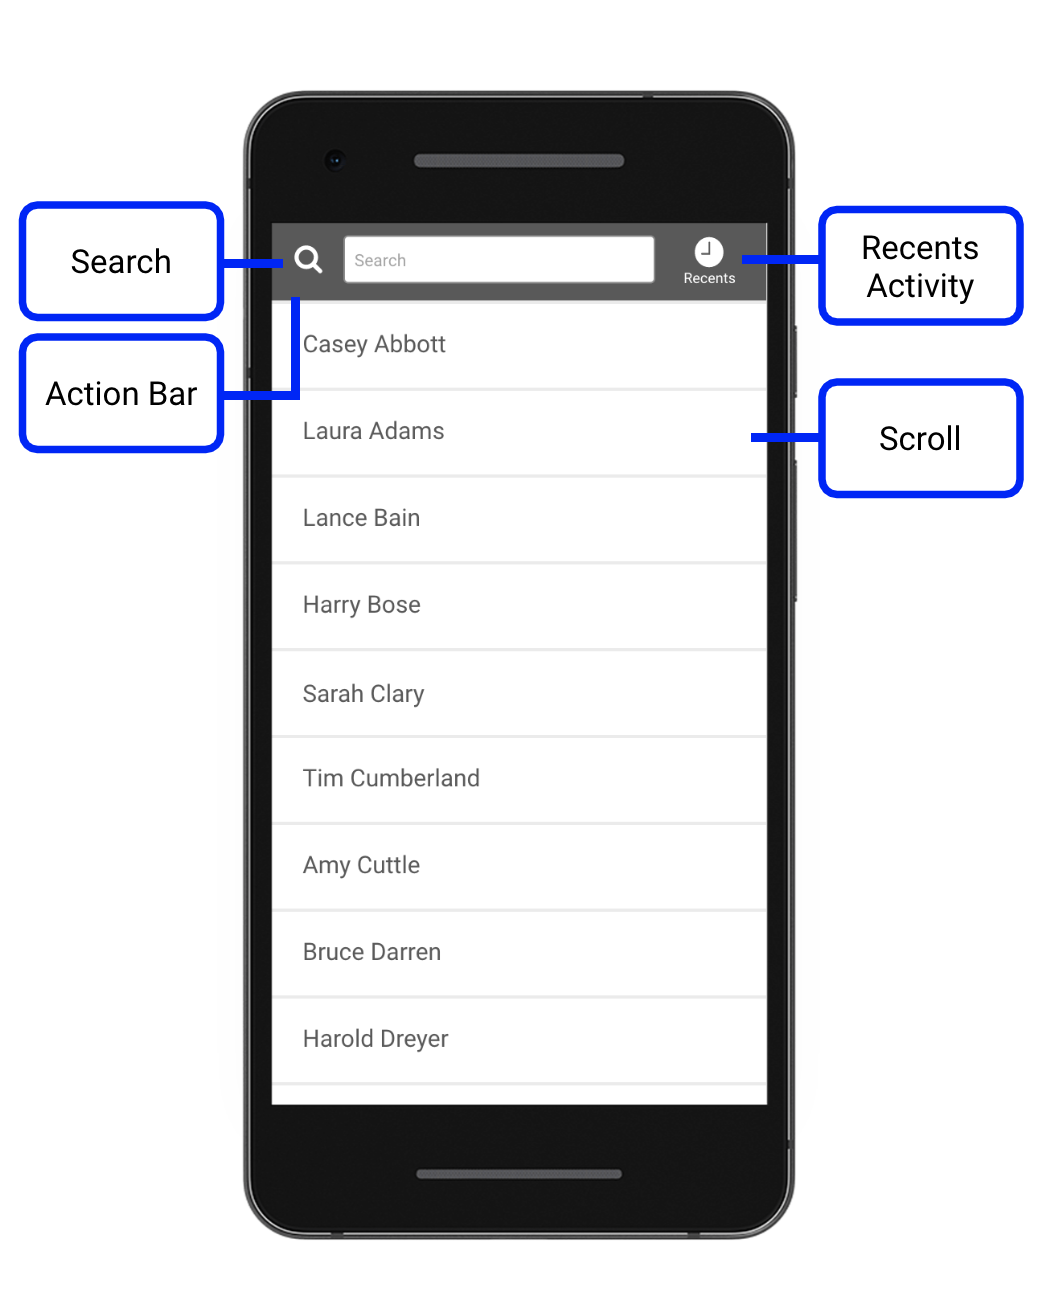 Search
Search
Recents
Recents
Activity
Action Bar
Casey Abbott
Laura Adams
Scroll
Lance Bain
Harry Bose
Sarah Clary
Tim Cumberland
Amy Cuttle
Bruce Darren
Harold Dreyer